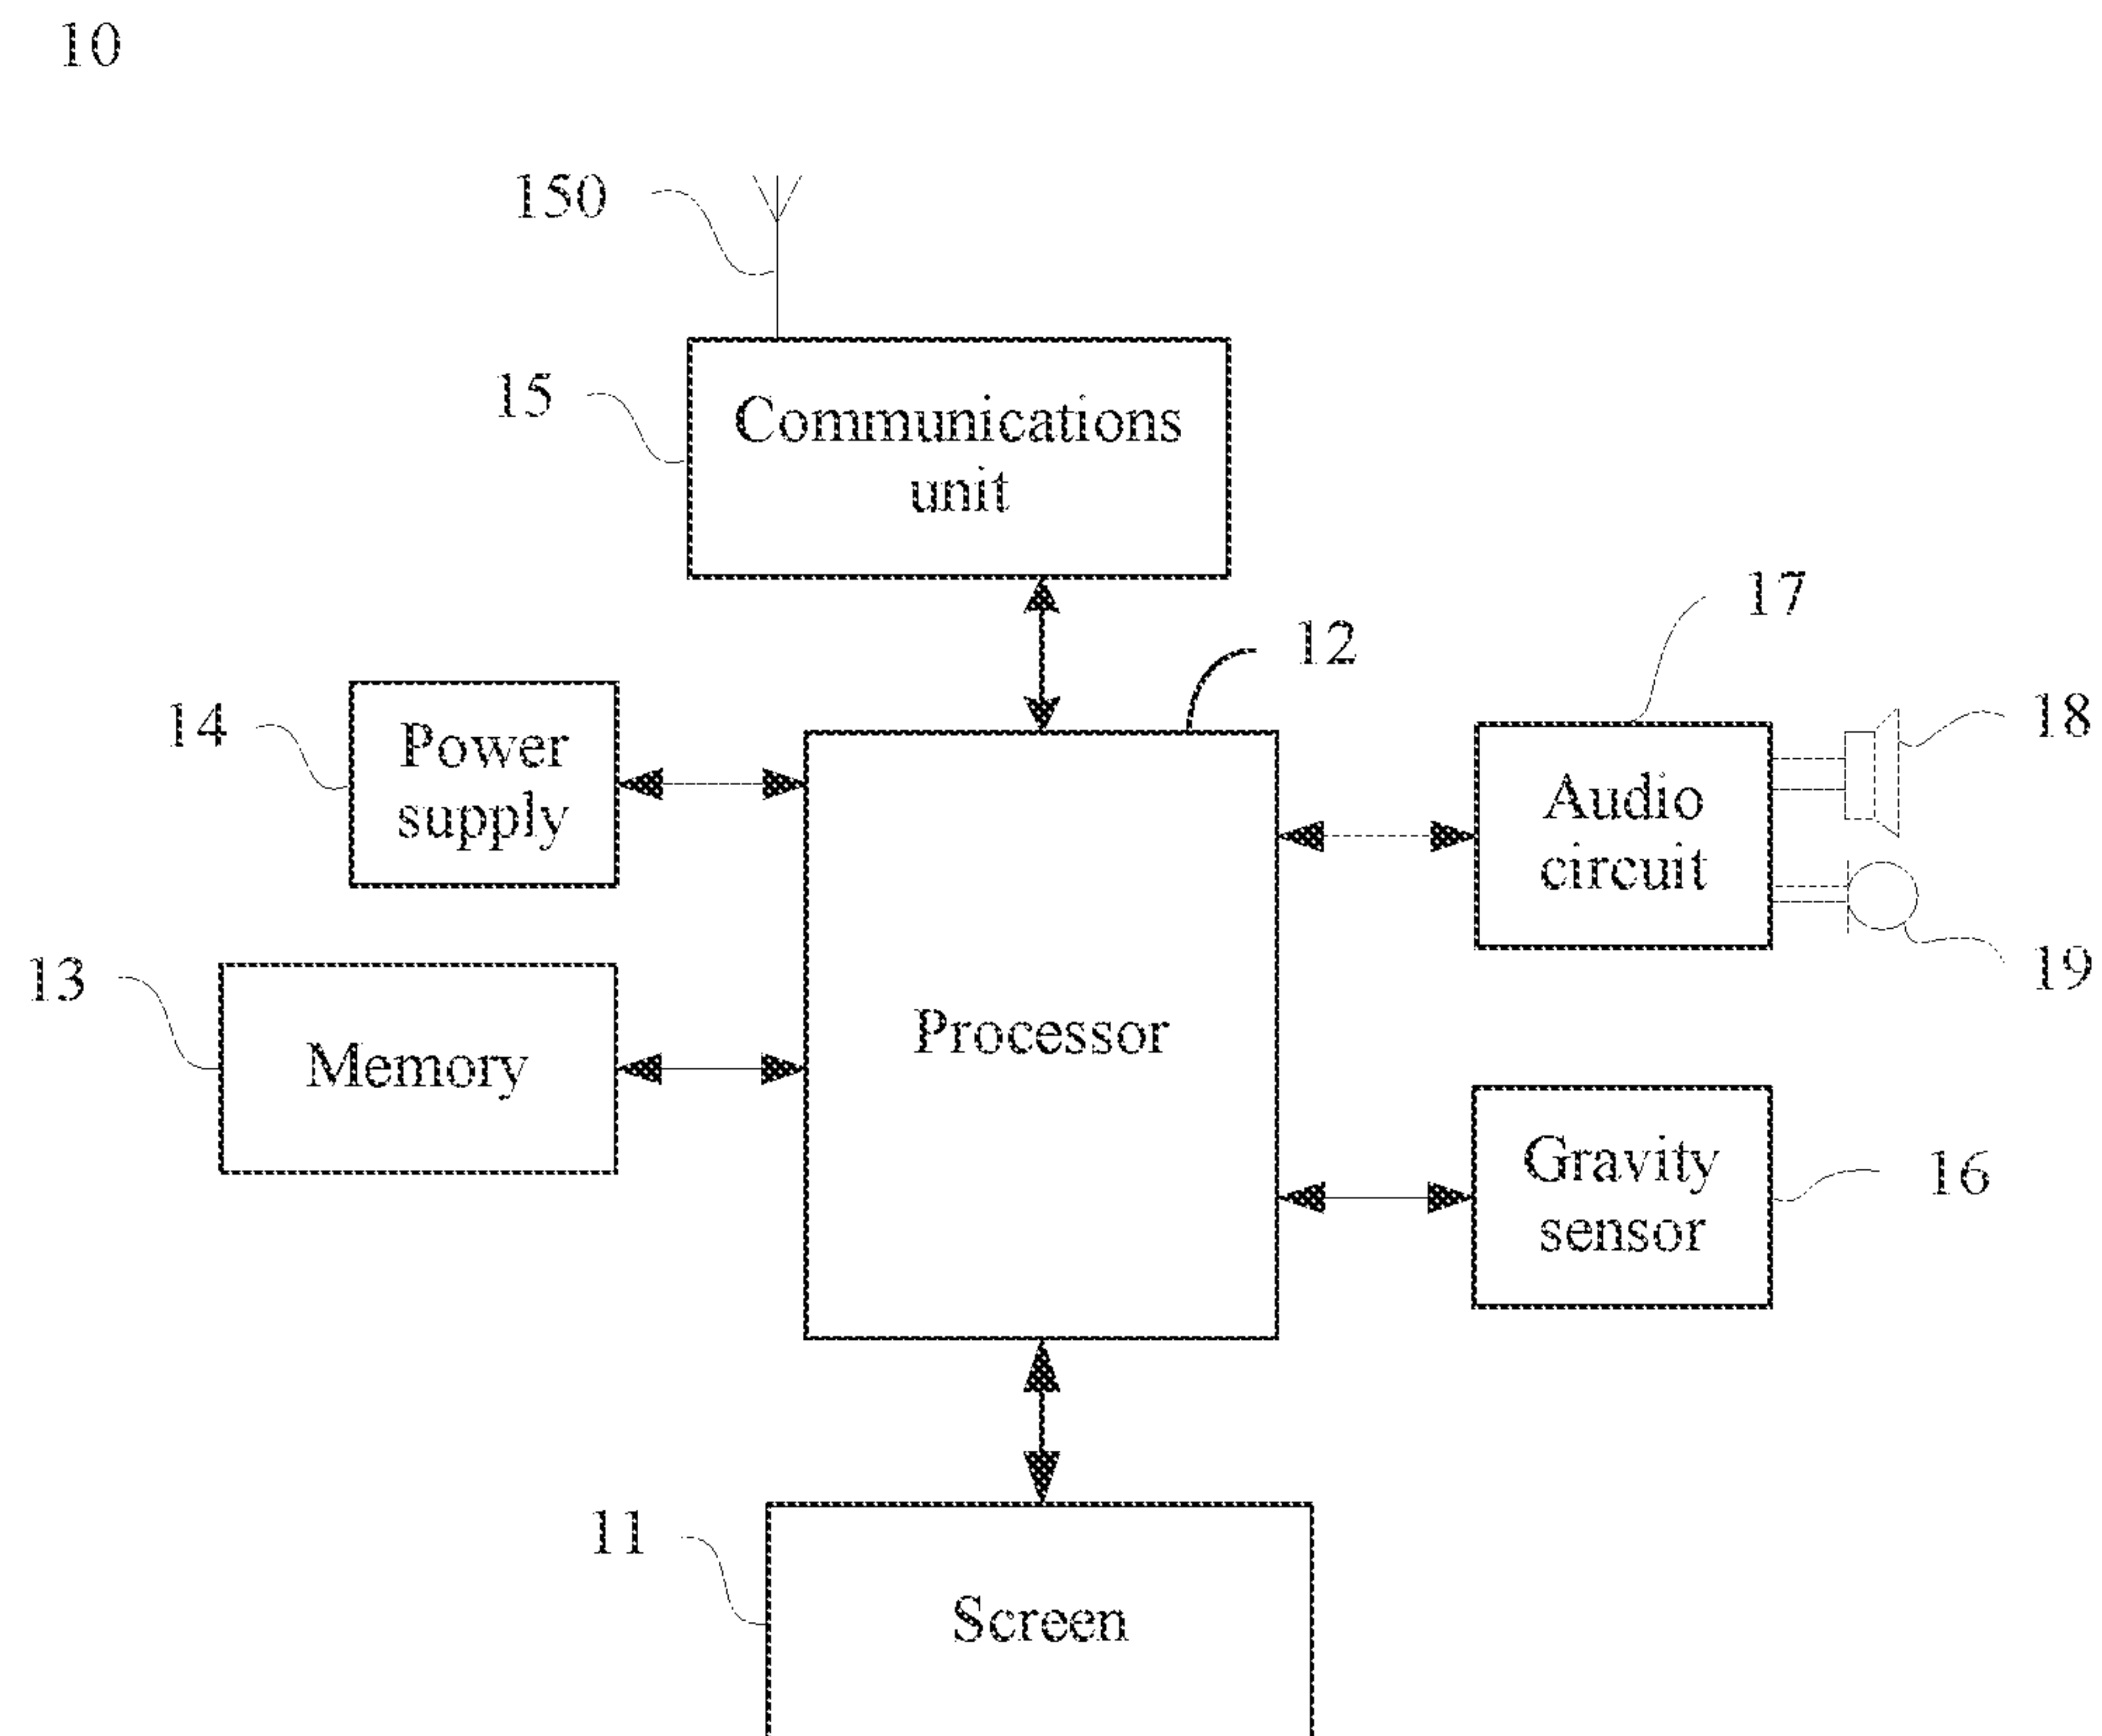 10
150
15
Communications
unit
12
17
14
Power
supply
18
Audio
circuit
13
Memory
19
Processor
Gravity
sensor
16
11
Screen